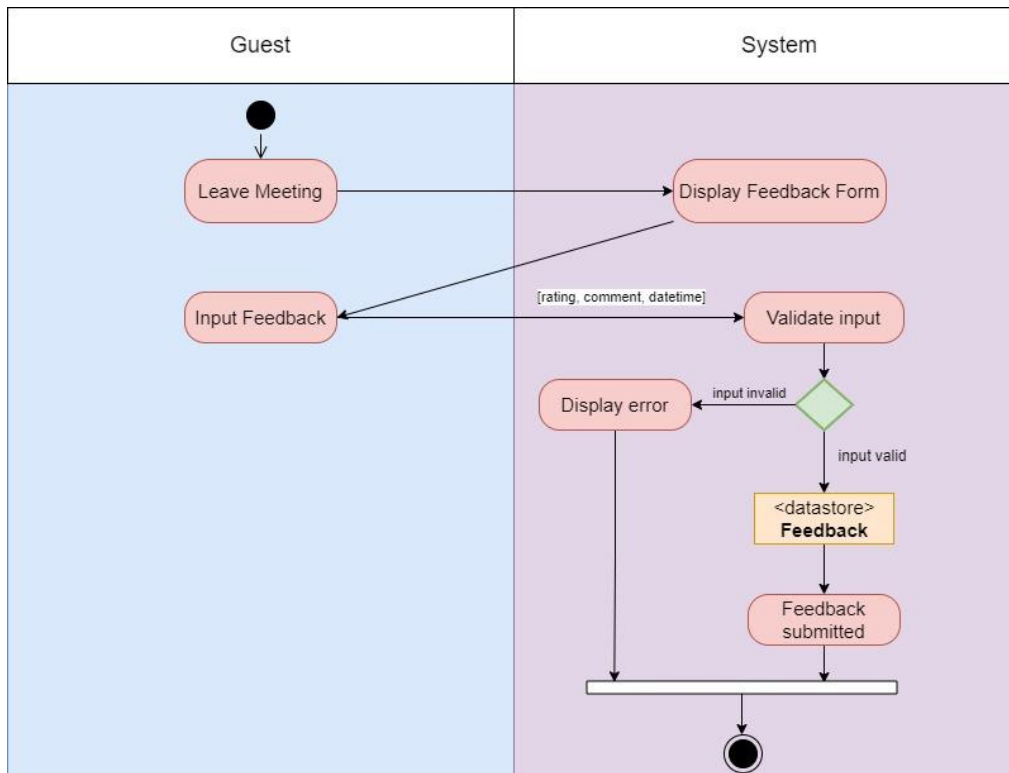 Guest
System
Leave Meeting
Display Feedback Form
[rating, comment, datetime]
Input Feedback
Validate input
input invalid
Display error
input valid
<datastore>
Feedback
Feedback
submitted